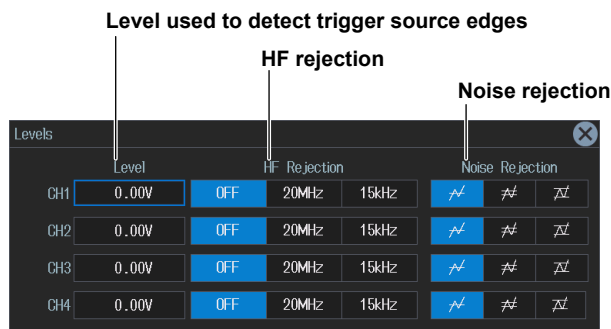 Level used to detect trigger source edges
HF rejection
Noise rejection
Levels
Level HF Rejection Noise Rejection
CH1 0.00V OFF 20MHz 15kHz
CH2 0.00V OFF 20MHz 15kHz
CH3 0.00V OFF 20MHz 15kHz
CH4 0.00V OFF 20MHz 15kHz